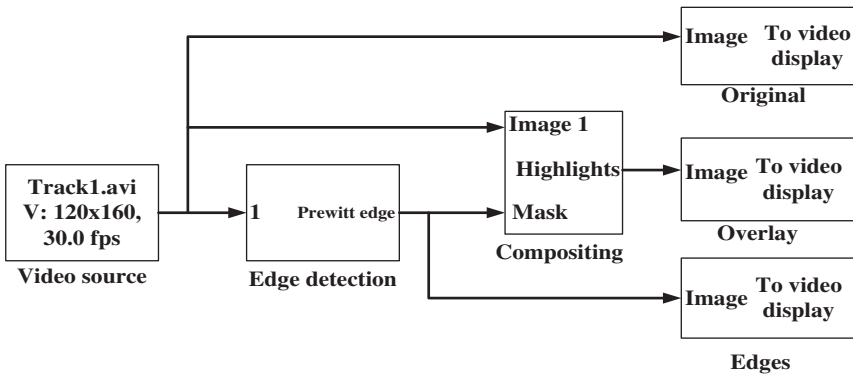 Image To video
display
Original
Image 1
Highlights
Mask
Compositing
Track1.avi
V: 120x160,
30.0 fps
Video source
1 Prewitt edge
Edge detection
Image To video
display
Overlay
Image To video
display
Edges